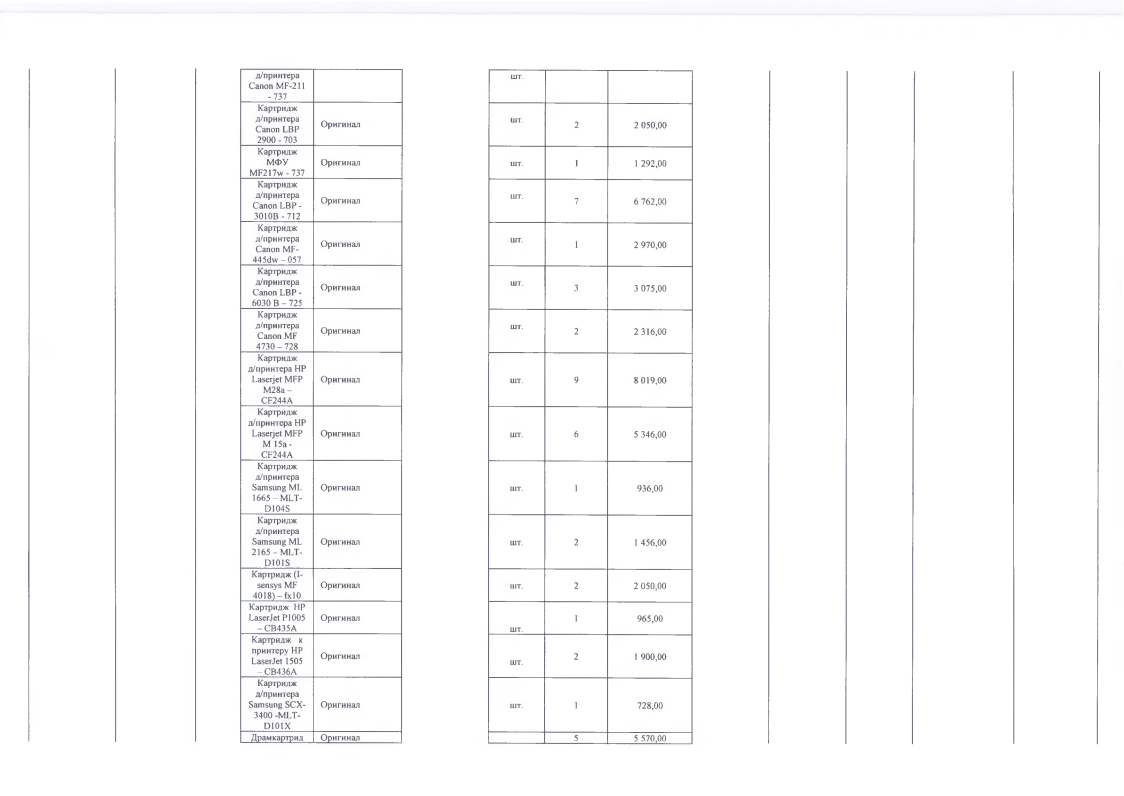 д/принтера
Canon MF-211
- 737
шт.
Картридж
д/принтера
Canon LBP
2900 - 703
Оригинал
шт.
2
2 050,00
Картридж
МФУ
MF217w - 737
Оригинал
шт.
1
1 292,00
Картридж
д/принтера
Canon LBP -
3010B - 712
Оригинал
шт.
7
6 762,00
Картридж
д/принтера
Canon MF-
445dw – 057
Оригинал
шт.
1
2 970,00
Картридж
д/принтера
Canon LBP -
6030 B – 725
Оригинал
шт.
3
3 075,00
Картридж
д/принтера
Canon MF
4730 – 728
Оригинал
шт.
2
2 316,00
Картридж
д/принтера HP
Laserjet MFP
M28a –
CF244A
Оригинал
шт.
9
8 019,00
Картридж
д/принтера HP
Laserjet MFP
M 15a -
CF244A
Оригинал
шт.
6
5 346,00
Картридж
д/принтера
Samsung ML
1665 – MLT-
D104S
Оригинал
шт.
1
936,00
Картридж
д/принтера
Samsung ML
2165 – MLT-
D101S
Оригинал
шт.
2
1 456,00
Картридж (I-
sensys MF
4018) – fx10
Оригинал
шт.
2
2 050,00
Картридж HP
LaserJet P1005
– CB435A
Оригинал
шт.
1
965,00
Картридж к
принтеру HP
LaserJet 1505
– CB436A
Оригинал
шт.
2
1 900,00
Картридж
д/принтера
Samsung SCX-
3400 -MLT-
D101X
Оригинал
шт.
1
728,00
Драмкартрид
Оригинал
5
5 570,00